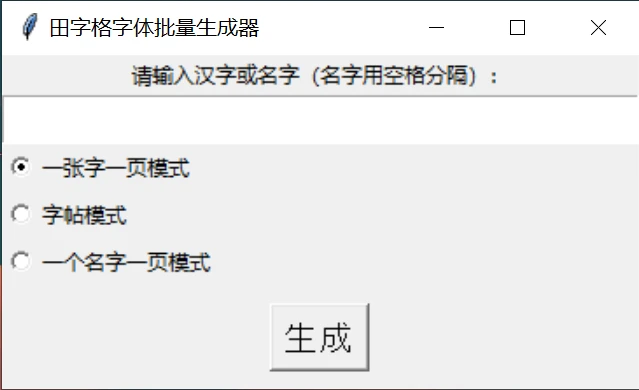 田字格字体批量生成器
请输入汉字或名字（名字用空格分隔）：
一张字一页模式
字帖模式
一个名字一页模式
生成